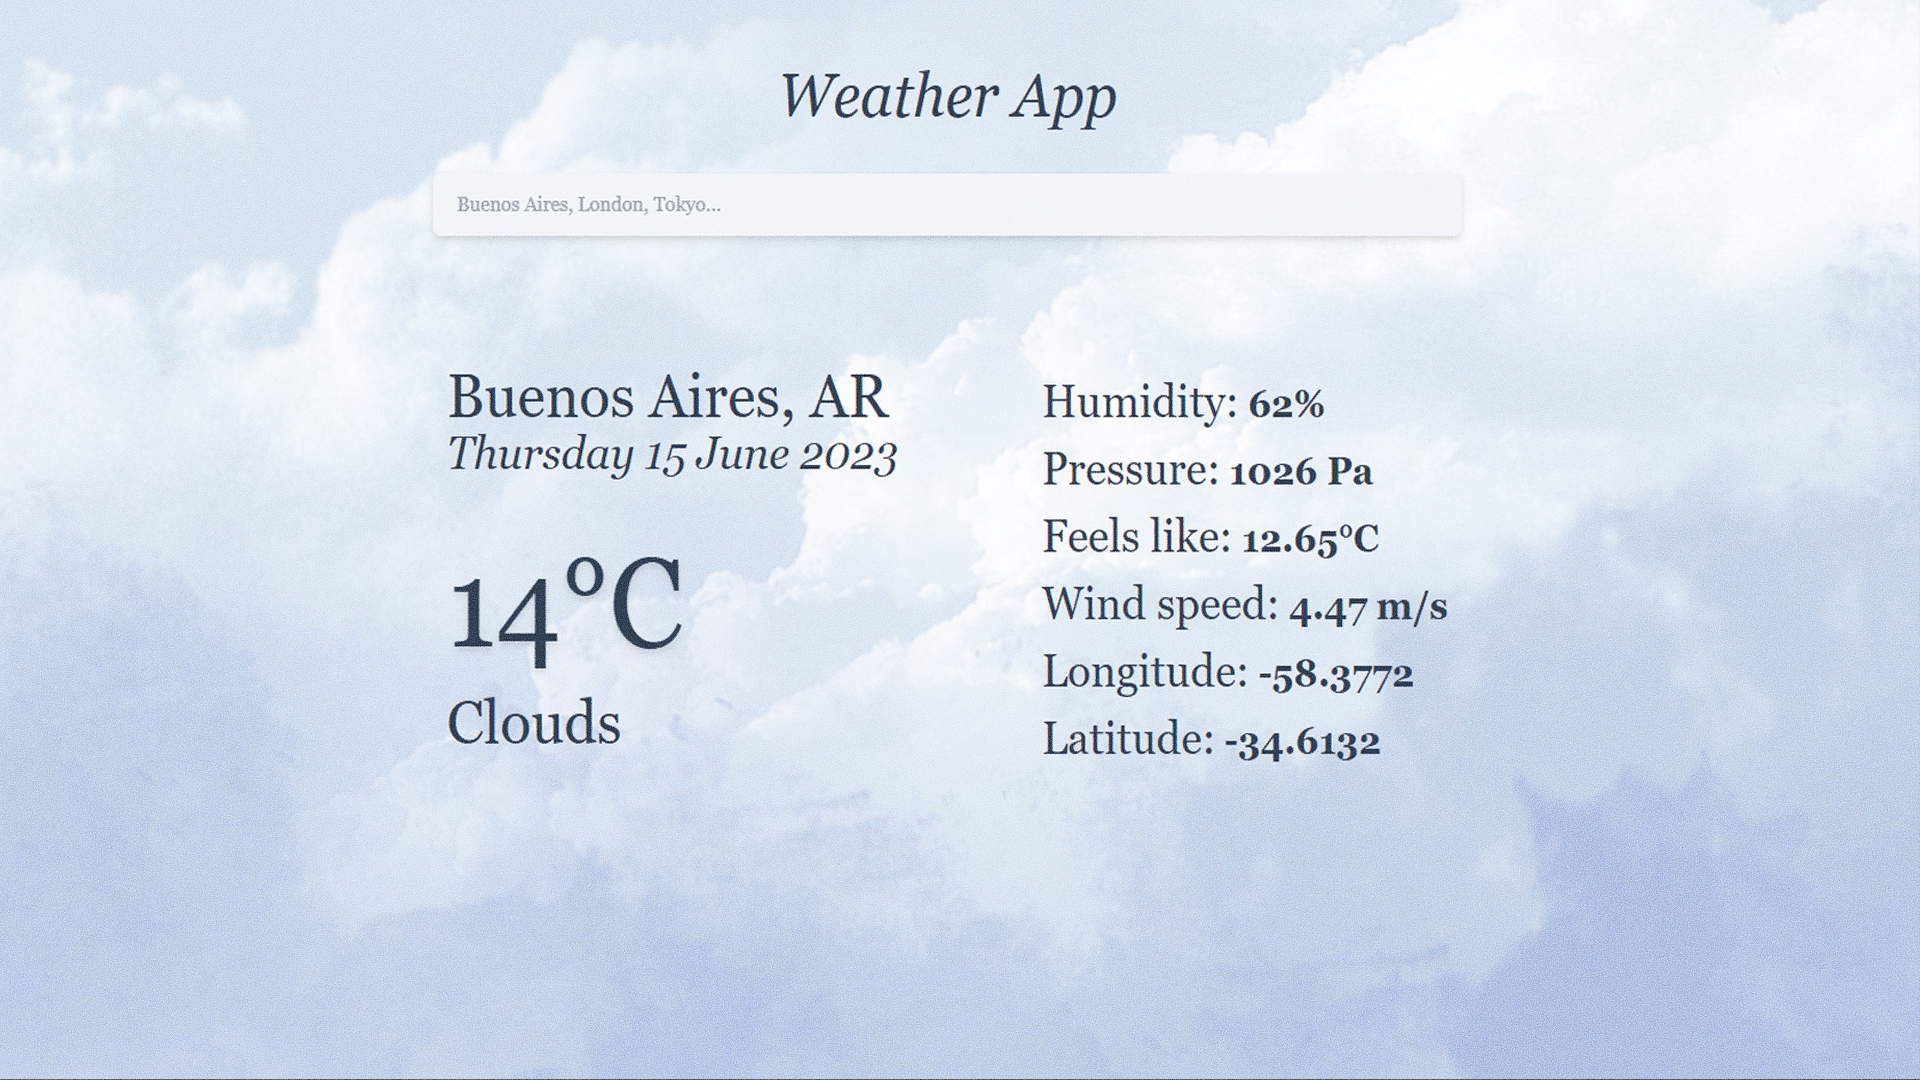 Weather App
Buenos Aires, London, Tokyo...
Buenos Aires, AR
Thursday 15 June 2023
14°C
Clouds
Humidity: 62%
Pressure: 1026 Pa
Feels like: 12.65°C
Wind speed: 4.47 m/s
Longitude: -58.3772
Latitude: -34.6132